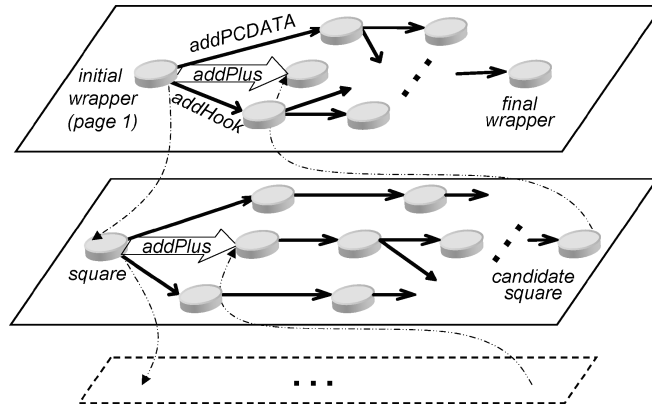 addPCDATA
addPlus
addHook
initial
wrapper
(page 1)
final
wrapper
addPlus
square
candidate
square